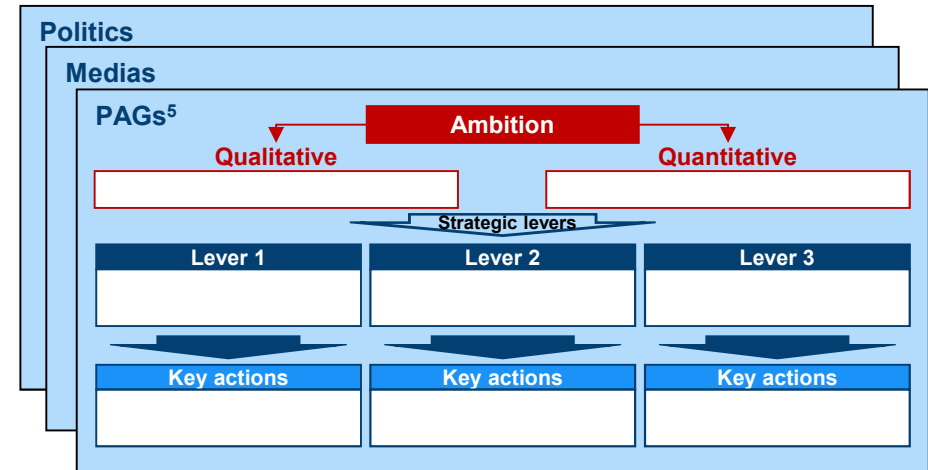 Politics
Medias
PAGs⁵
Ambition
Qualitative
Quantitative
Strategic levers
Lever 1
Lever 2
Lever 3
Key actions
Key actions
Key actions